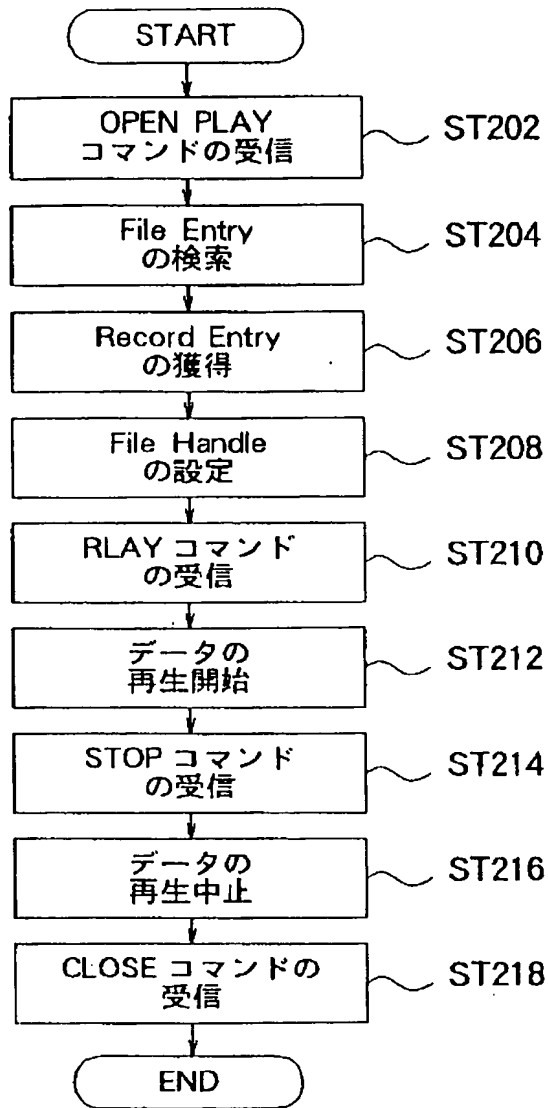 START
OPEN PLAY
コマンドの受信
ST202
File Entry
の検索
ST204
Record Entry
の獲得
ST206
File Handle
の設定
ST208
RLAY コマンド
の受信
ST210
データの
再生開始
ST212
STOP コマンド
の受信
ST214
データの
再生中止
ST216
CLOSE コマンドの
受信
ST218
END